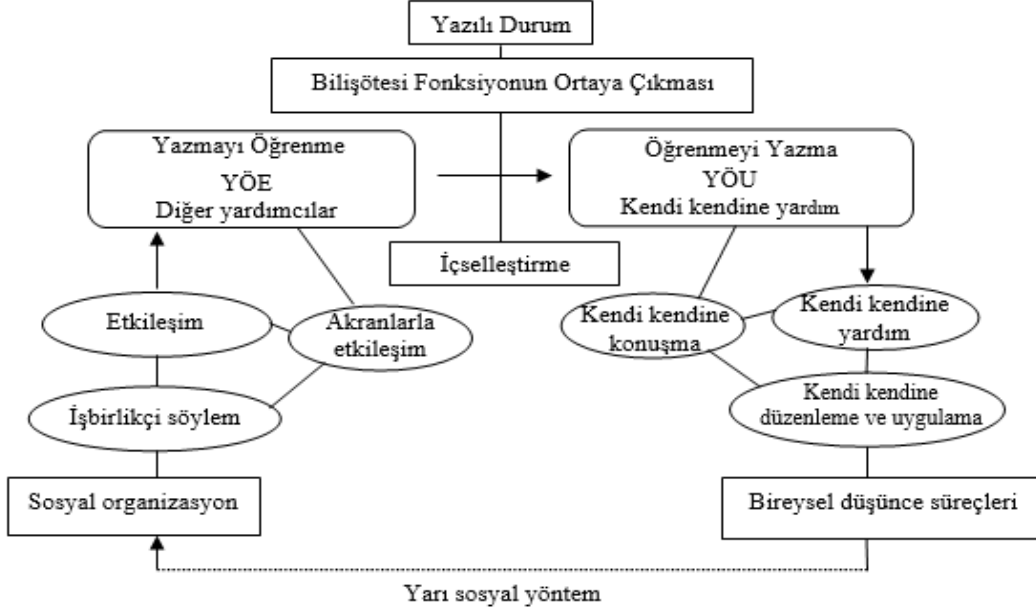 Yazılı Durum
Bilişötesi Fonksiyonun Ortaya Çıkması
Yazmayı Öğrenme
YÖE
Diğer yardımcılar
Öğrenmeyi Yazma
YÖU
Kendi kendine yardım
İçselleştirme
Etkileşim
Akranlarla
etkileşim
İşbirlikçi söylem
Kendi kendine
konuşma
Kendi kendine
yardım
Kendi kendine
düzenleme ve uygulama
Sosyal organizasyon
Bireysel düşünce süreçleri
Yarı sosyal yöntem